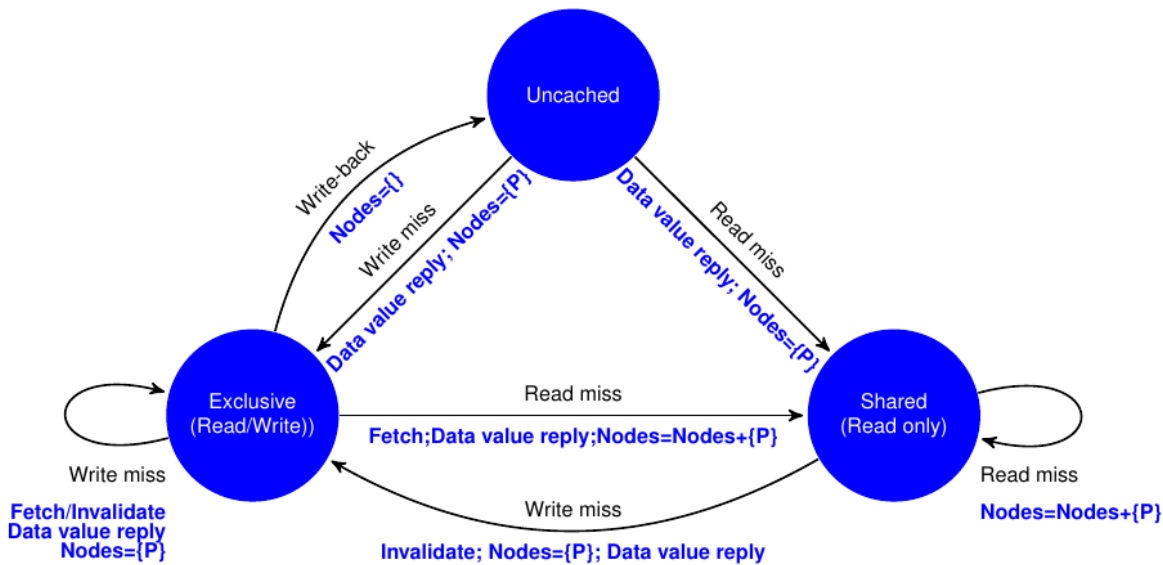 Uncached
Write-back
Nodes={}
Write miss
Data value reply; Nodes={P}
Read miss
Data value reply; Nodes={P}
Exclusive
(Read/Write))
Read miss
Fetch;Data value reply;Nodes=Nodes+{P}
Shared
(Read only)
Write miss
Fetch/Invalidate
Data value reply
Nodes={P}
Write miss
Invalidate; Nodes={P}; Data value reply
Read miss
Nodes=Nodes+{P}